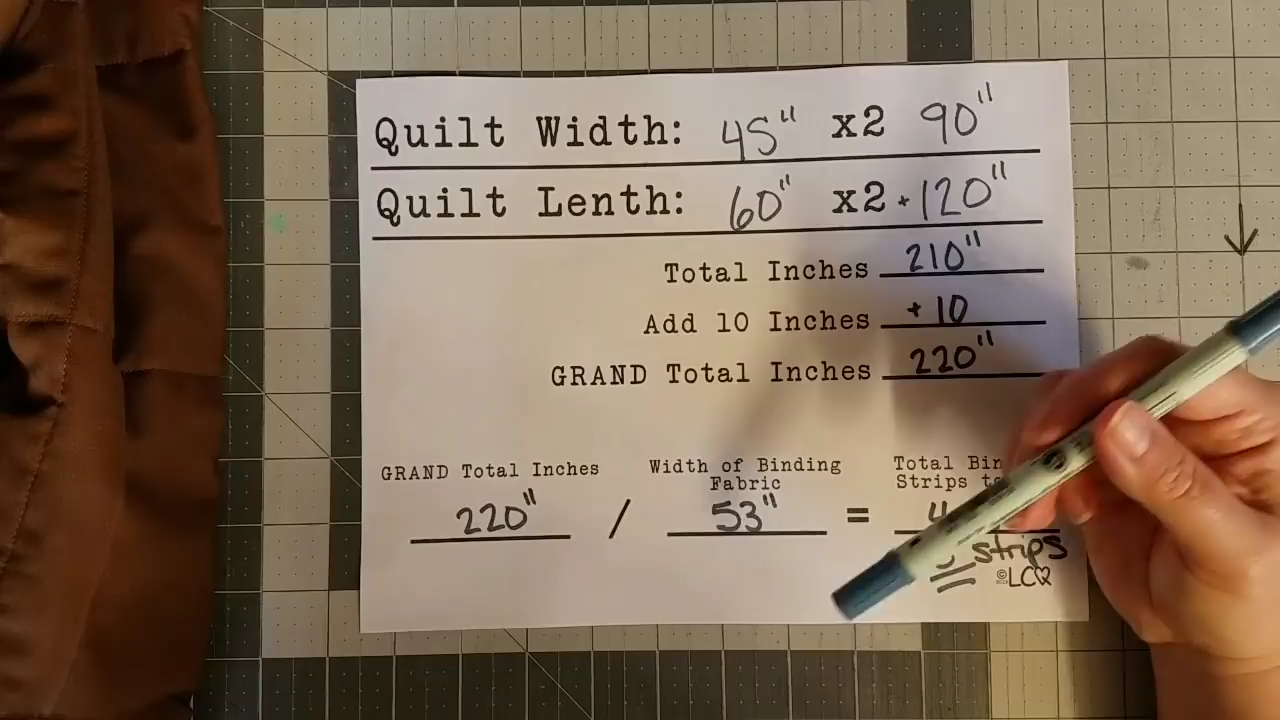 Quilt Width: 45" x2 90"
Quilt Lenth: 60" x2 + 120"
Total Inches 210"
Add 10 Inches + 10
GRAND Total Inches 220"
GRAND Total Inches Width of Binding Fabric Total
Strips
220" / 53" = 4
strips
©LCQ